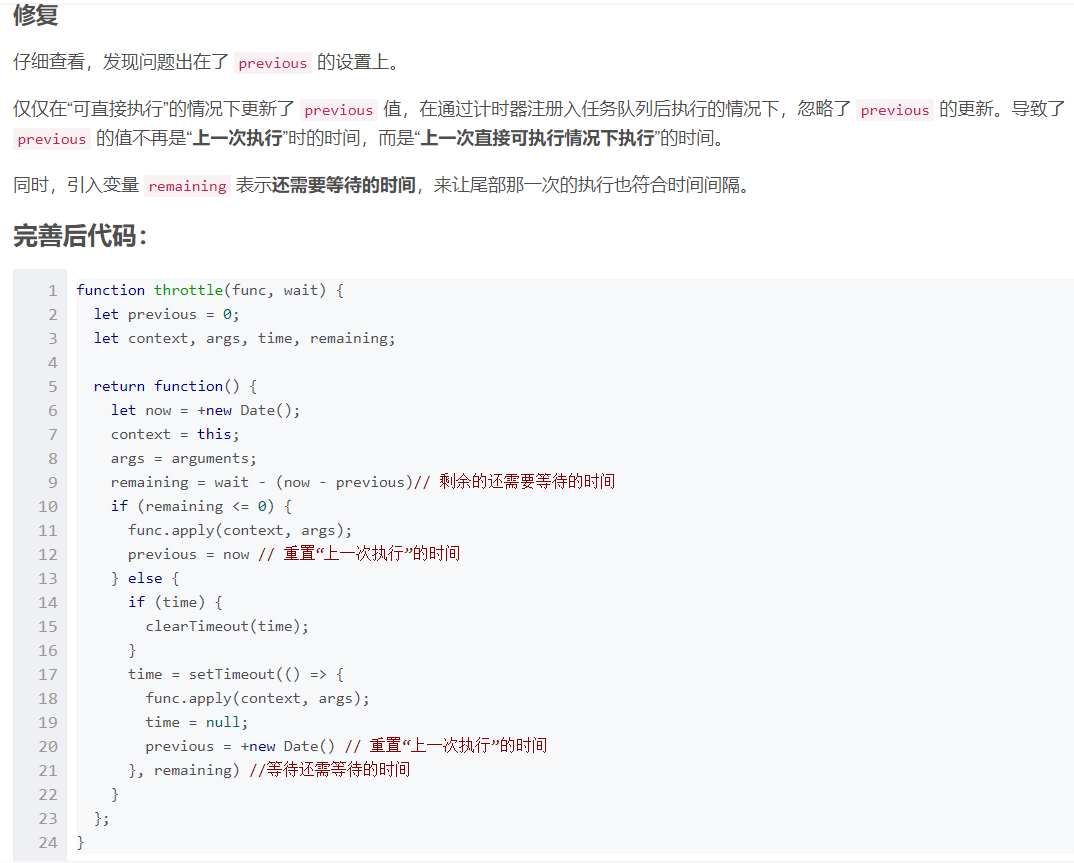 修复
仔细查看，发现问题出在了 previous 的设置上。
仅仅在“可直接执行”的情况下更新了 previous 值，在通过计时器注册入任务队列后执行的情况下，忽略了 previous 的更新。导致了
previous 的值不再是“上一次执行”时的时间，而是“上一次直接可执行情况下执行”的时间。
同时，引入变量 remaining 表示还需要等待的时间，来让尾部那一次的执行也符合时间间隔。
完善后代码：
1 function throttle(func, wait) {
2   let previous = 0;
3   let context, args, time, remaining;
4
5   return function() {
6     let now = +new Date();
7     context = this;
8     args = arguments;
9     remaining = wait - (now - previous)// 剩余的还需要等待的时间
10     if (remaining <= 0) {
11       func.apply(context, args);
12       previous = now // 重置“上一次执行”的时间
13     } else {
14       if (time) {
15         clearTimeout(time);
16       }
17       time = setTimeout(() => {
18         func.apply(context, args);
19         time = null;
20         previous = +new Date() // 重置“上一次执行”的时间
21       }, remaining) //等待还需等待的时间
22     }
23   };
24 }